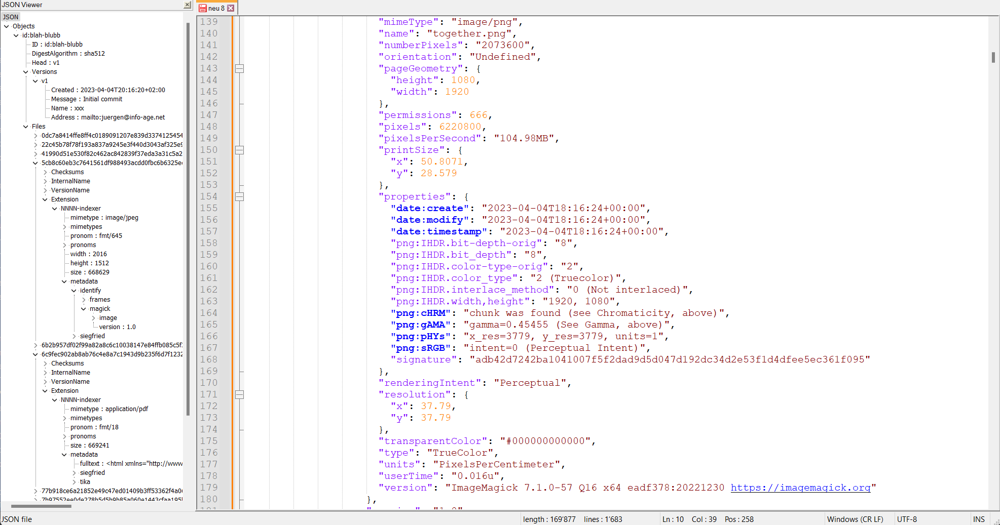 JSON Viewer
JSON
Objects
id:blah-blubb
ID : id:blah-blubb
DigestAlgorithm : sha512
Head : v1
Versions
v1
Created : 2023-04-04T20:16:20+02:00
Message : Initial commit
Name : xxx
Address : mailto:juergen@info-age.net
Files
0dc7a8414ffe8ff4c0189091207e839d3374125454
22c45b78f78f193a837a9245e3f440d3043af325e9
41990d51e530f82c462ac842839f37eda3a31c5a2
5cb8c60eb3c7641561df988493acdd0fbc6b6325e
Checksums
InternalName
VersionName
Extension
NNNN-indexer
mimetype : image/jpeg
mimetypes
pronom : fmt/645
pronoms
width : 2016
height : 1512
size : 668629
metadata
identify
frames
magick
image
version : 1.0
siegfried
6b2b957df02f99a82a8c6c10038147e84ffb085c5f
6c9fec902ab8ab76c4e8a7c1943d9b235f6d7f1232
Checksums
InternalName
VersionName
Extension
NNNN-indexer
mimetype : application/pdf
mimetypes
pronom : fmt/18
pronoms
size : 669241
metadata
fulltext : <html xmlns="http://www
siegfried
tika
77b918ce6a21852e49c47ed01409b3ff53362f4a0
7b97552ee0de278b5d5b9b85a060e1443cfaa195
neu 8
139 "mimeType": "image/png",
140 "name": "together.png",
141 "numberPixels": "2073600",
142 "orientation": "Undefined",
143 "pageGeometry": {
144 "height": 1080,
145 "width": 1920
146 },
147 "permissions": 666,
148 "pixels": 6220800,
149 "pixelsPerSecond": "104.98MB",
150 "printSize": {
151 "x": 50.8071,
152 "y": 28.579
153 },
154 "properties": {
155 "date:create": "2023-04-04T18:16:24+00:00",
156 "date:modify": "2023-04-04T18:16:24+00:00",
157 "date:timestamp": "2023-04-04T18:16:24+00:00",
158 "png:IHDR.bit-depth-orig": "8",
159 "png:IHDR.bit_depth": "8",
160 "png:IHDR.color-type-orig": "2",
161 "png:IHDR.color_type": "2 (Truecolor)",
162 "png:IHDR.interlace_method": "0 (Not interlaced)",
163 "png:IHDR.width,height": "1920, 1080",
164 "png:cHRM": "chunk was found (see Chromaticity, above)",
165 "png:gAMA": "gamma=0.45455 (See Gamma, above)",
166 "png:pHYs": "x_res=3779, y_res=3779, units=1",
167 "png:sRGB": "intent=0 (Perceptual Intent)",
168 "signature": "adb42d7242ba1041007f5f2dad9d5d047d192dc34d2e53f1d4dfee5ec361f095"
169 },
170 "renderingIntent": "Perceptual",
171 "resolution": {
172 "x": 37.79,
173 "y": 37.79
174 },
175 "transparentColor": "#000000000000",
176 "type": "TrueColor",
177 "units": "PixelsPerCentimeter",
178 "userTime": "0.016u",
179 "version": "ImageMagick 7.1.0-57 Q16 x64 eadf378:20221230 https://imagemagick.org"
180 },
JSON file
length : 169'877 lines : 1'683
Ln : 10 Col : 39 Pos : 258
Windows (CR LF)
UTF-8
INS